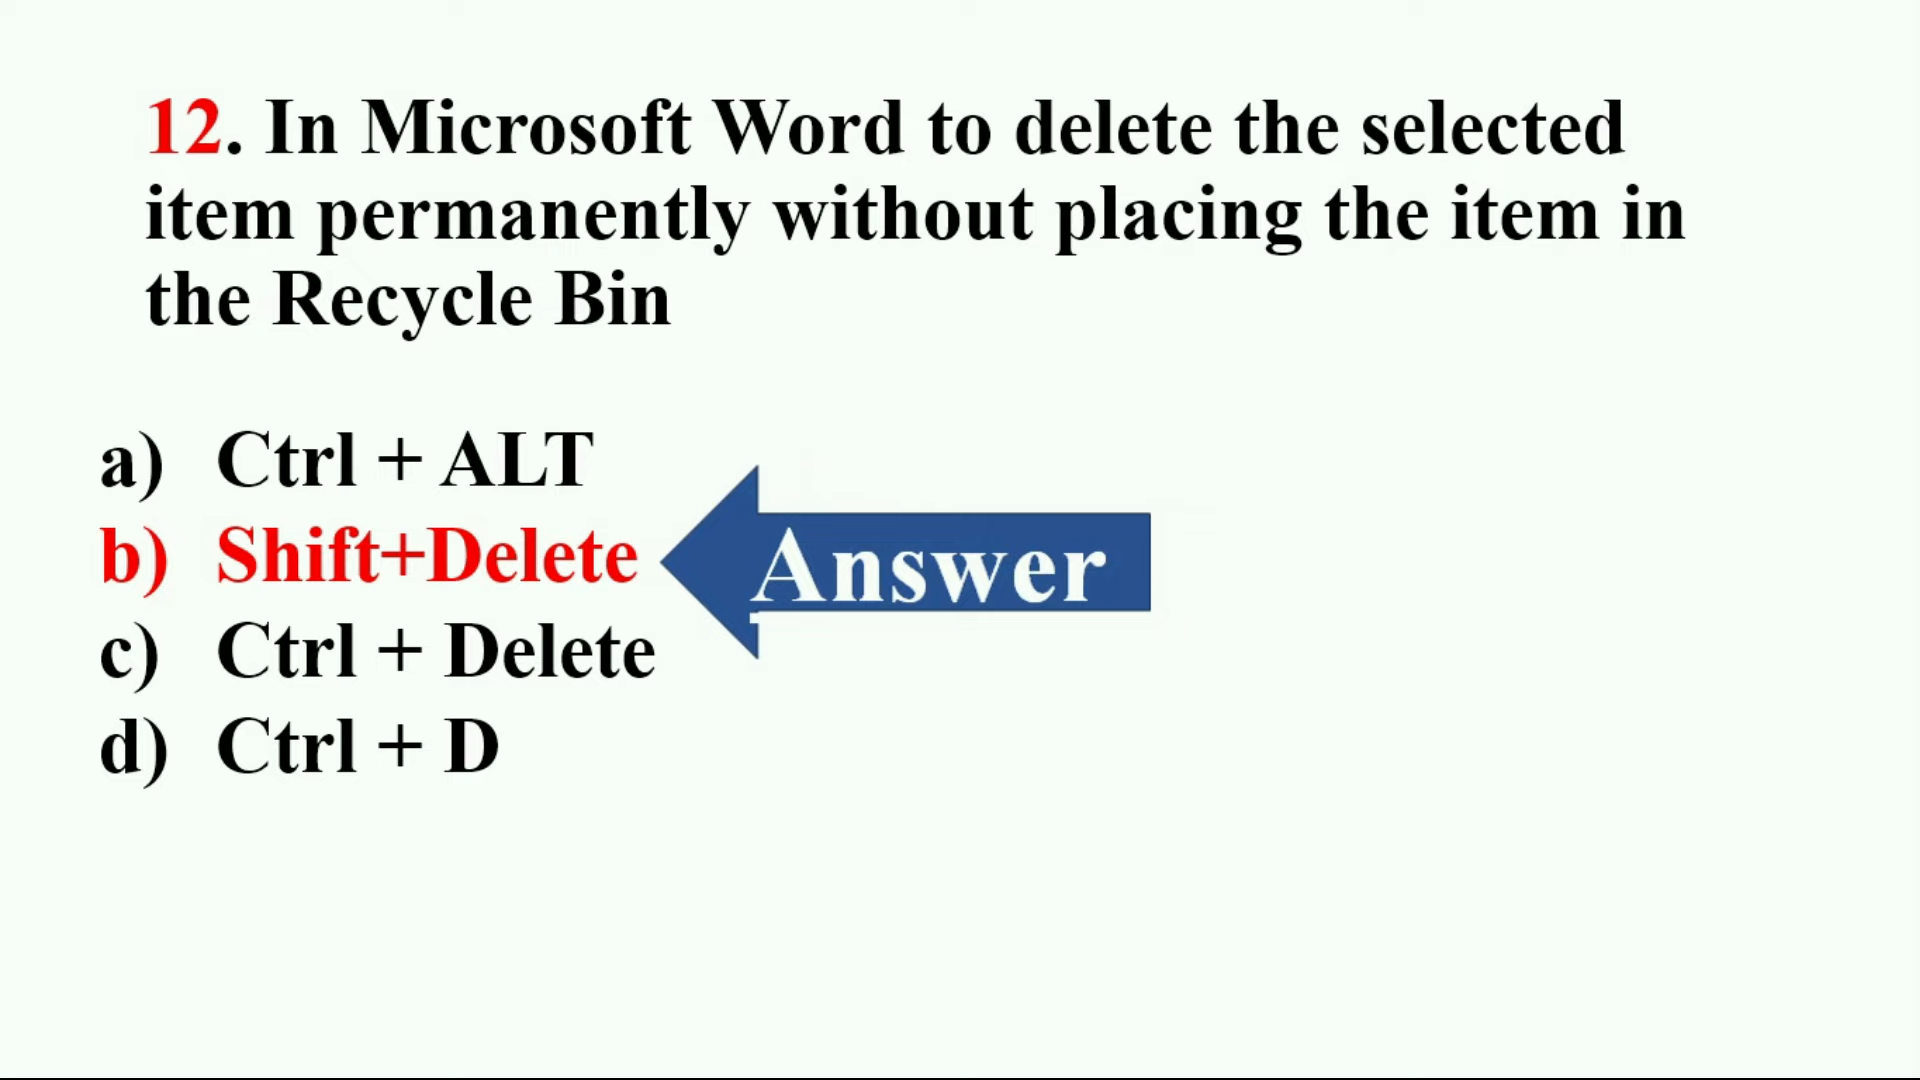 12. In Microsoft Word to delete the selected
item permanently without placing the item in
the Recycle Bin
a) Ctrl + ALT
b) Shift+Delete
Answer
c) Ctrl + Delete
d) Ctrl + D